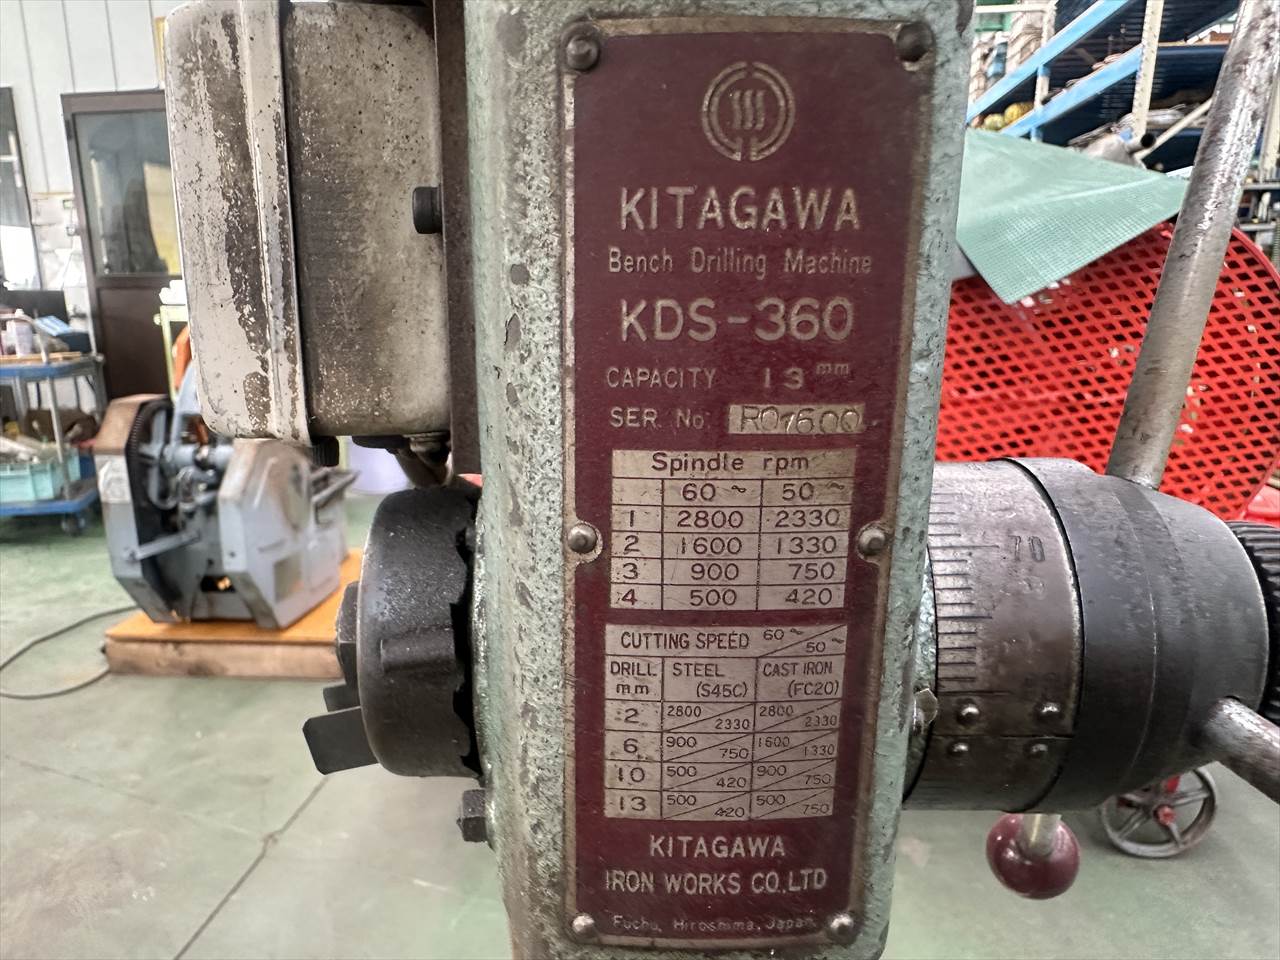 KITAGAWA
Bench Drilling Machine
KDS-360
CAPACITY 13 mm
SER. No. RO7600
Spindle rpm
60~ 50~
1 2800 2330
2 1600 1330
3 900 750
4 500 420
CUTTING SPEED 60~/50~
DRILL mm STEEL (S45C) CAST IRON (FC20)
2 2800/2330 2800/2330
6 900/750 1600/1330
10 500/420 900/750
13 500/420 500/750
KITAGAWA
IRON WORKS CO.,LTD
Fuchu, Hiroshima, Japan.
70